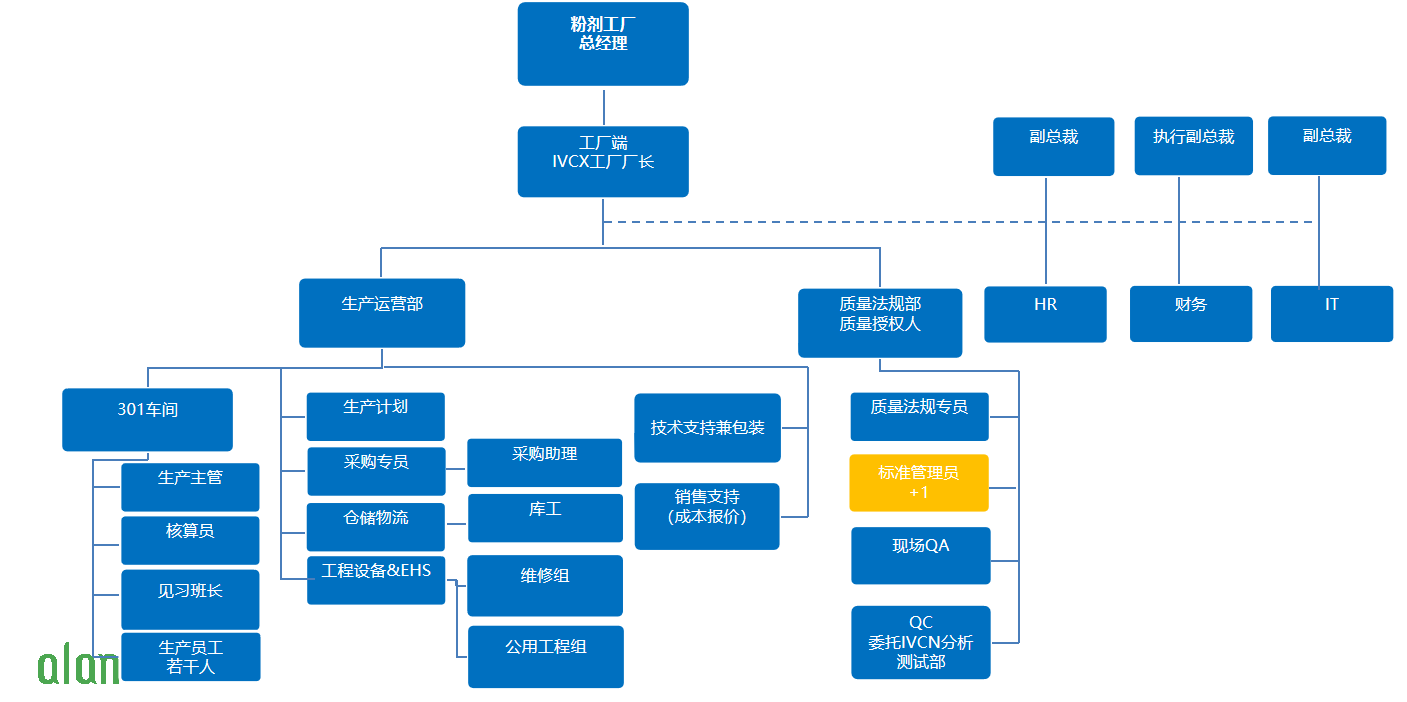 粉剂工厂
总经理
工厂端
IVCX工厂厂长
副总裁
执行副总裁
副总裁
生产运营部
质量法规部
质量授权人
HR
财务
IT
301车间
生产主管
核算员
见习班长
生产员工
若干人
生产计划
采购专员
仓储物流
工程设备&EHS
采购助理
库工
维修组
公用工程组
技术支持兼包装
销售支持
（成本报价）
质量法规专员
标准管理员
+1
现场QA
QC
委托IVCN分析
测试部
alan